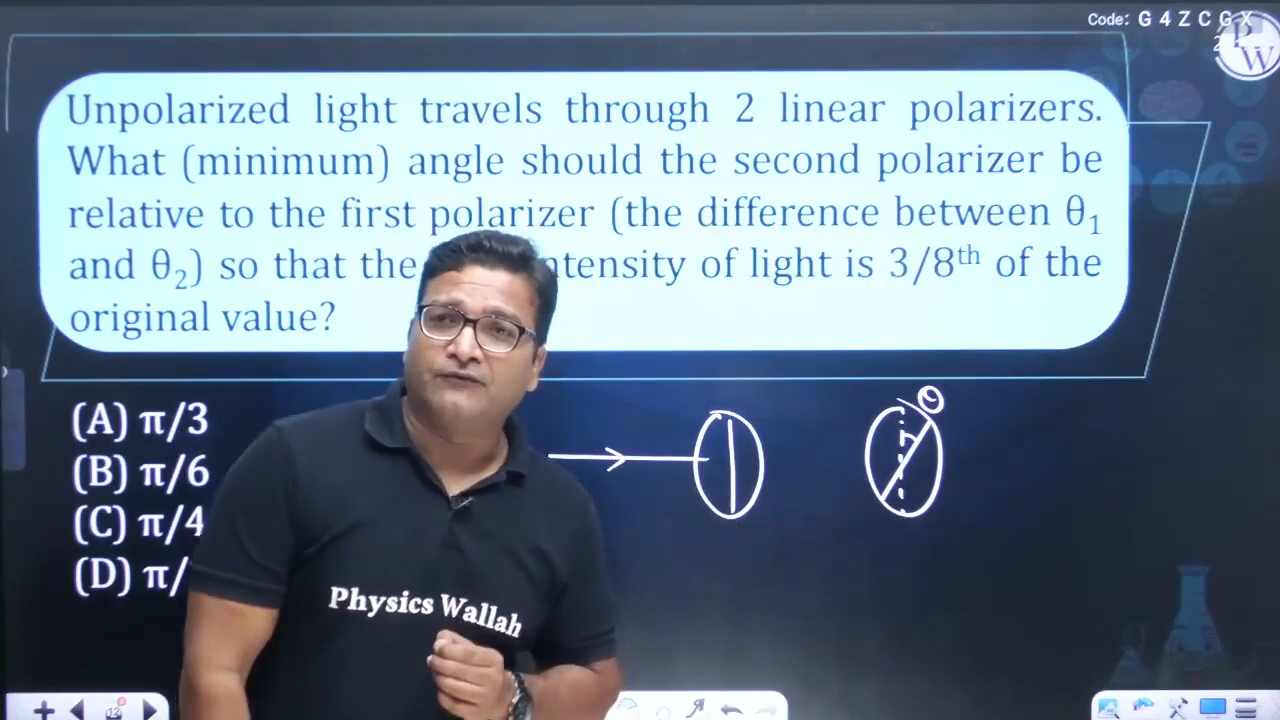 Code: G 4 Z C G X
Unpolarized light travels through 2 linear polarizers.
What (minimum) angle should the second polarizer be
relative to the first polarizer (the difference between θ₁
and θ₂) so that the ntensity of light is 3/8ᵗʰ of the
original value?
(A) π/3
(B) π/6
(C) π/4
(D) π/
θ
Physics Wallah
PW
12